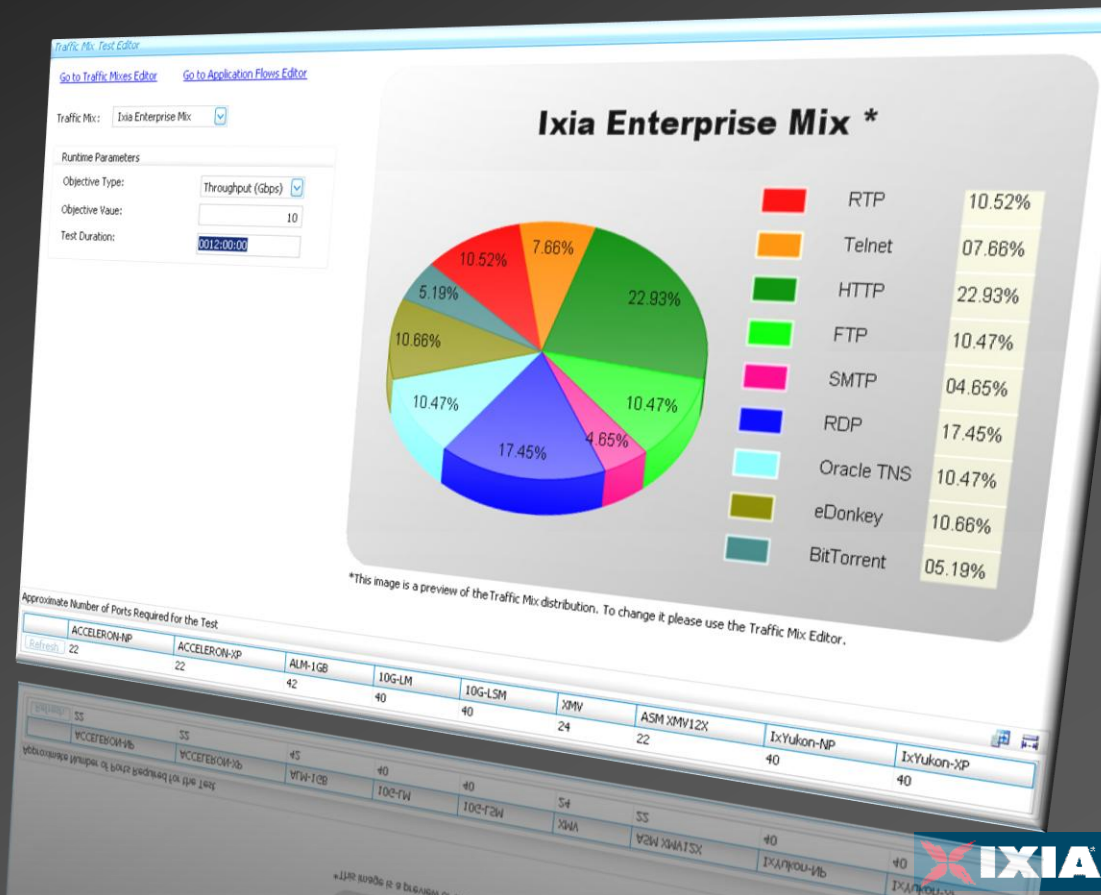 Traffic Mix Test Editor
Go to Traffic Mixes Editor Go to Application Flows Editor
Traffic Mix: Ixia Enterprise Mix
Runtime Parameters
Objective Type: Throughput (Gbps)
Objective Vaue: 10
Test Duration: 0012:00:00
Ixia Enterprise Mix *
10.52%
7.66%
22.93%
5.19%
10.66%
10.47%
17.45%
4.65%
10.47%
RTP 10.52%
Telnet 07.66%
HTTP 22.93%
FTP 10.47%
SMTP 04.65%
RDP 17.45%
Oracle TNS 10.47%
eDonkey 10.66%
BitTorrent 05.19%
*This image is a preview of the Traffic Mix distribution. To change it please use the Traffic Mix Editor.
Approximate Number of Ports Required for the Test
ACCELERON-NP ACCELERON-XP ALM-1GB 10G-LM 10G-LSM XMV ASM XMV12X IxYukon-NP IxYukon-XP
Refresh 22 22 42 40 40 24 22 40 40
IXIA